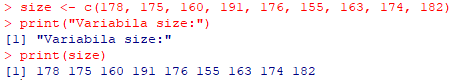 > size <- c(178, 175, 160, 191, 176, 155, 163, 174, 182)
> print("Variabila size:")
[1] "Variabila size:"
> print(size)
[1] 178 175 160 191 176 155 163 174 182